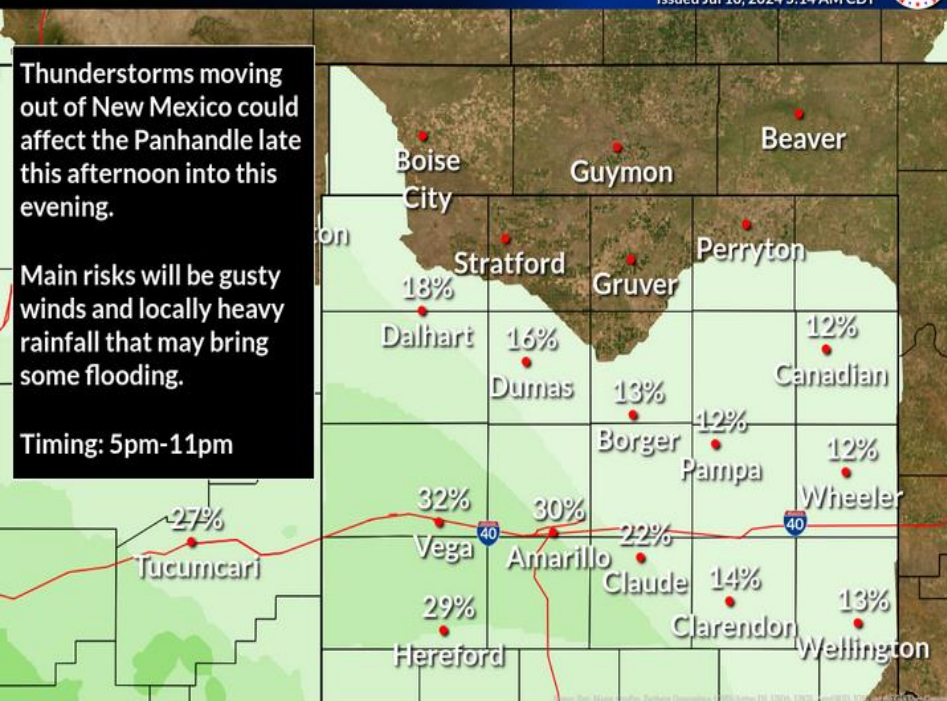 Thunderstorms moving
out of New Mexico could
affect the Panhandle late
this afternoon into this
evening.
Main risks will be gusty
winds and locally heavy
rainfall that may bring
some flooding.
Timing: 5pm-11pm
Beaver
Boise
City
Guymon
Perryton
Stratford
Gruver
18%
Dalhart
16%
Dumas
12%
Canadian
13%
Borger
12%
Pampa
12%
Wheeler
27%
Tucumcari
32%
Vega
40
30%
Amarillo
22%
Claude
40
14%
Clarendon
13%
Wellington
29%
Hereford